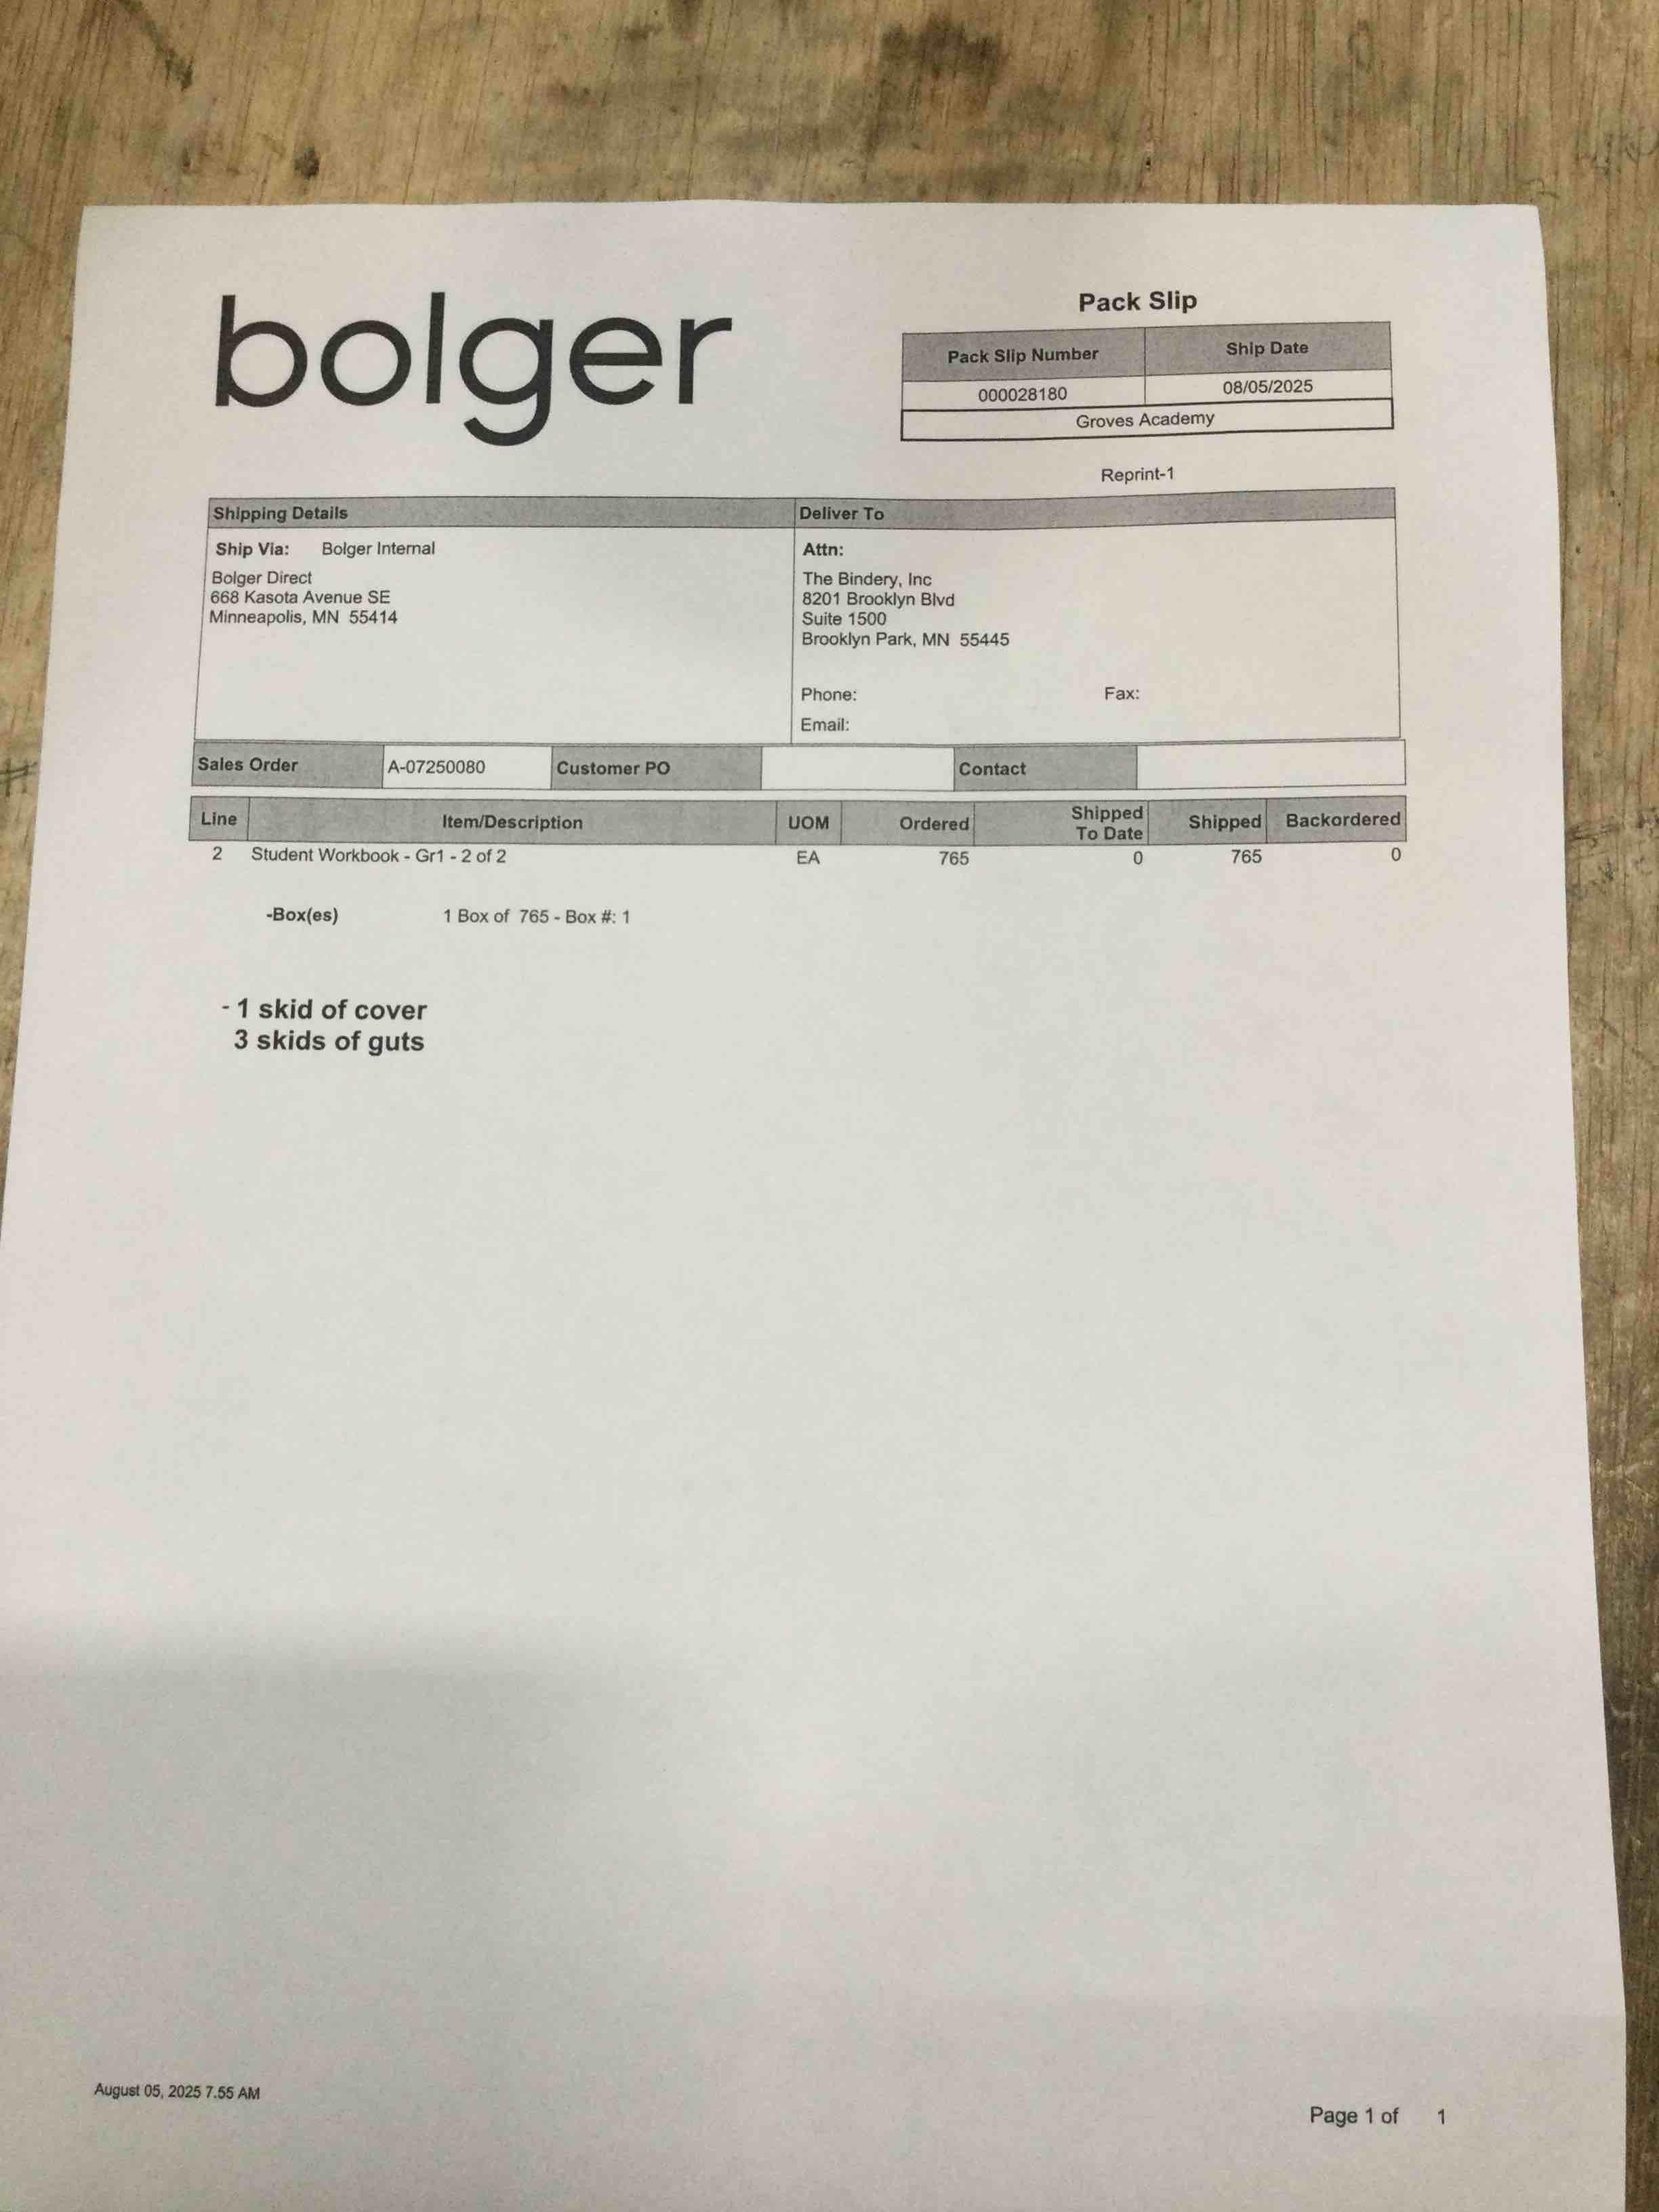 bolger
Pack Slip
Pack Slip Number Ship Date
000028180 08/05/2025
Groves Academy
Reprint-1
Shipping Details Deliver To
Ship Via: Bolger Internal Attn:
Bolger Direct The Bindery, Inc
668 Kasota Avenue SE 8201 Brooklyn Blvd
Minneapolis, MN 55414 Suite 1500
Brooklyn Park, MN 55445
Phone: Fax:
Email:
Sales Order A-07250080 Customer PO Contact
Line Item/Description UOM Ordered Shipped To Date Shipped Backordered
2 Student Workbook - Gr1 - 2 of 2 EA 765 0 765 0
-Box(es) 1 Box of 765 - Box #: 1
- 1 skid of cover
3 skids of guts
August 05, 2025 7.55 AM
Page 1 of 1